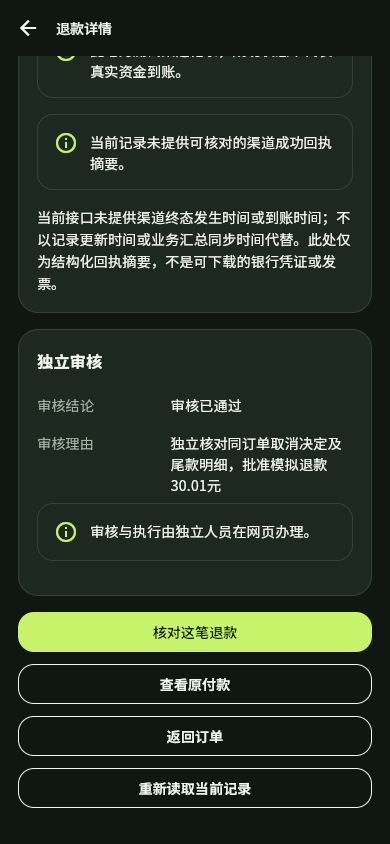 退款详情
真实资金到账。
当前记录未提供可核对的渠道成功回执
摘要。
当前接口未提供渠道终态发生时间或到账时间；不
以记录更新时间或业务汇总同步时间代替。此处仅
为结构化回执摘要，不是可下载的银行凭证或发
票。
独立审核
审核结论
审核已通过
审核理由
独立核对同订单取消决定及
尾款明细，批准模拟退款
30.01元
审核与执行由独立人员在网页办理。
核对这笔退款
查看原付款
返回订单
重新读取当前记录